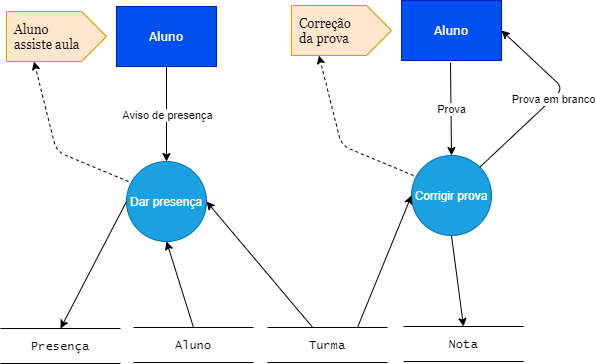 Aluno
assiste aula
Aluno
Correção
da prova
Aluno
Aviso de presença
Prova
Prova em branco
Dar presença
Corrigir prova
Presença
Aluno
Turma
Nota